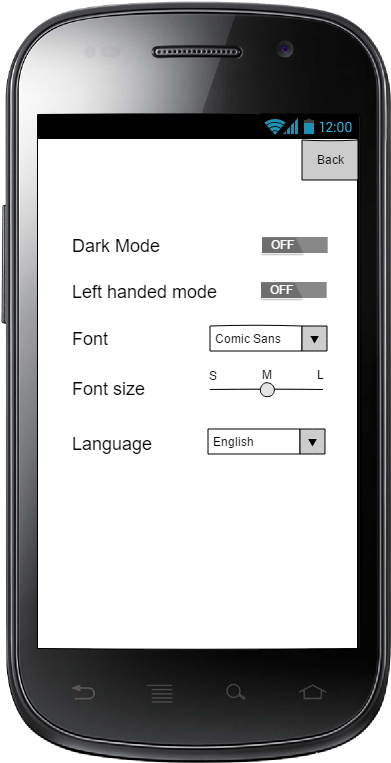 12:00
Back
Dark Mode OFF
Left handed mode OFF
Font Comic Sans
S M L
Font size
Language English